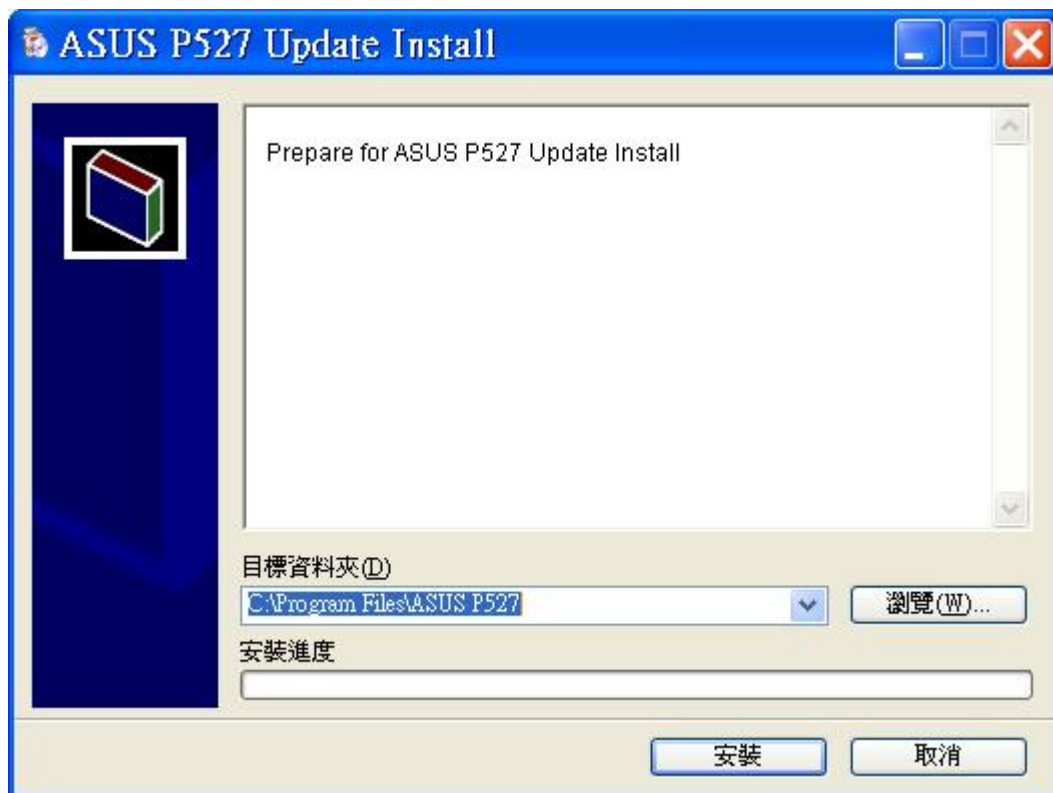 ASUS P527 Update Install
Prepare for ASUS P527 Update Install
目標資料夾(D)
C:\Program Files\ASUS P527
瀏覽(W)...
安裝進度
安裝
取消